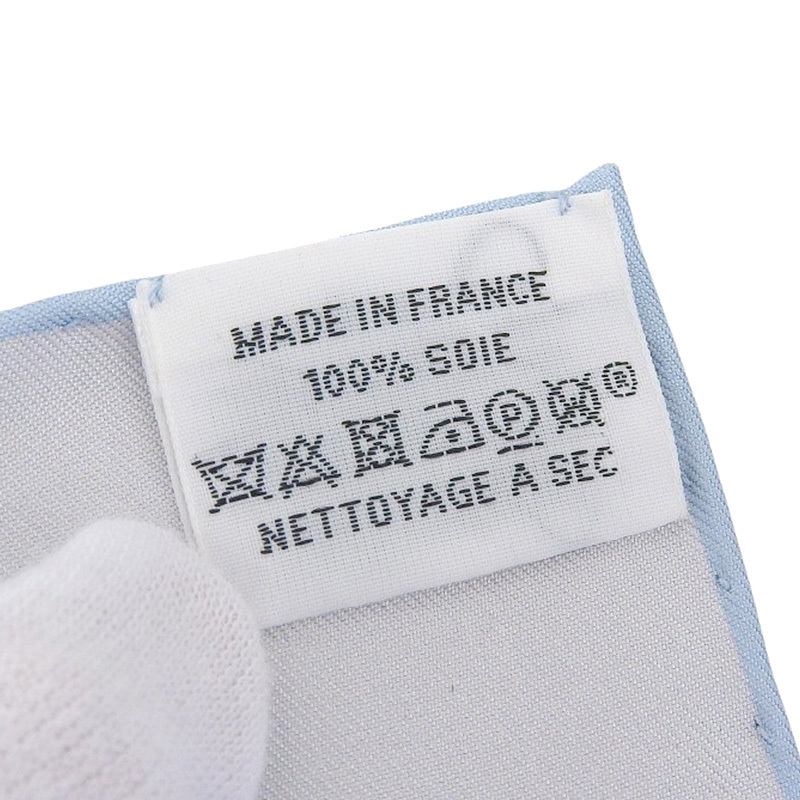 MADE IN FRANCE
100% SOIE
P W ®
NETTOYAGE A SEC